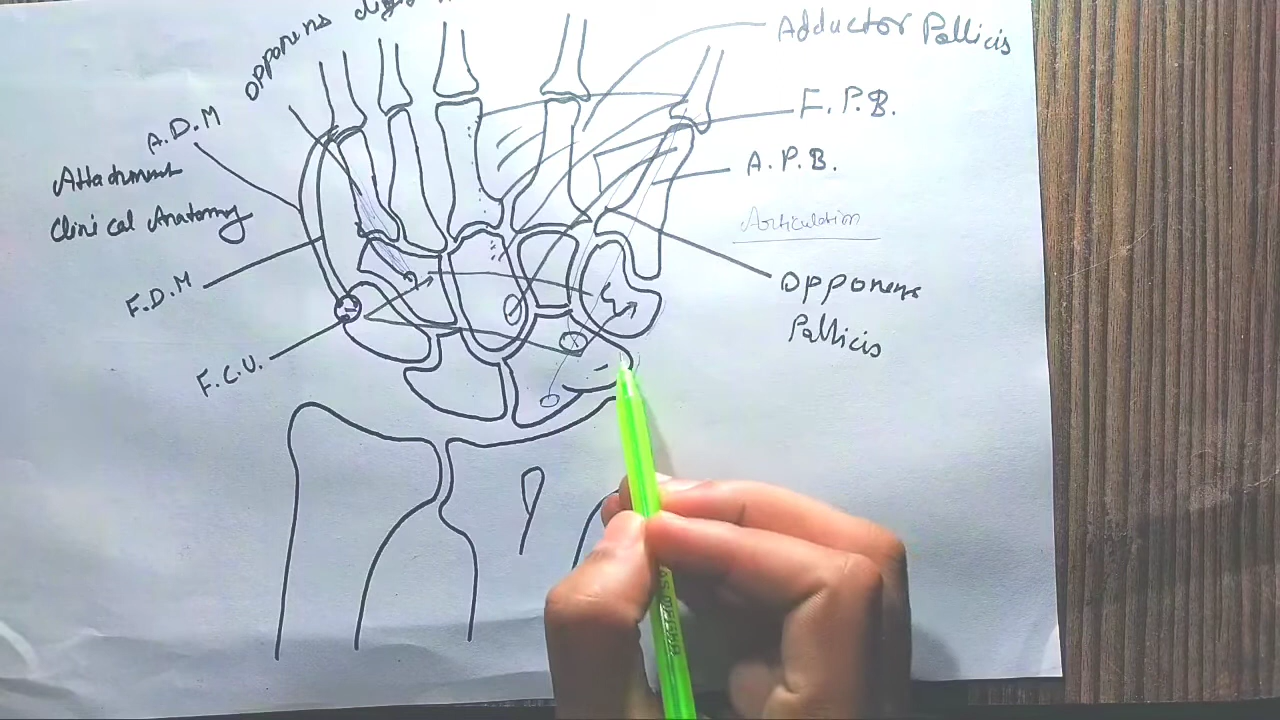 Opponens
A.D.M
Attachment
Clinical Anatomy
F.D.M
F.C.U.
Adductor Pollicis
F.P.B.
A.P.B.
Articulation
Opponens
Pollicis